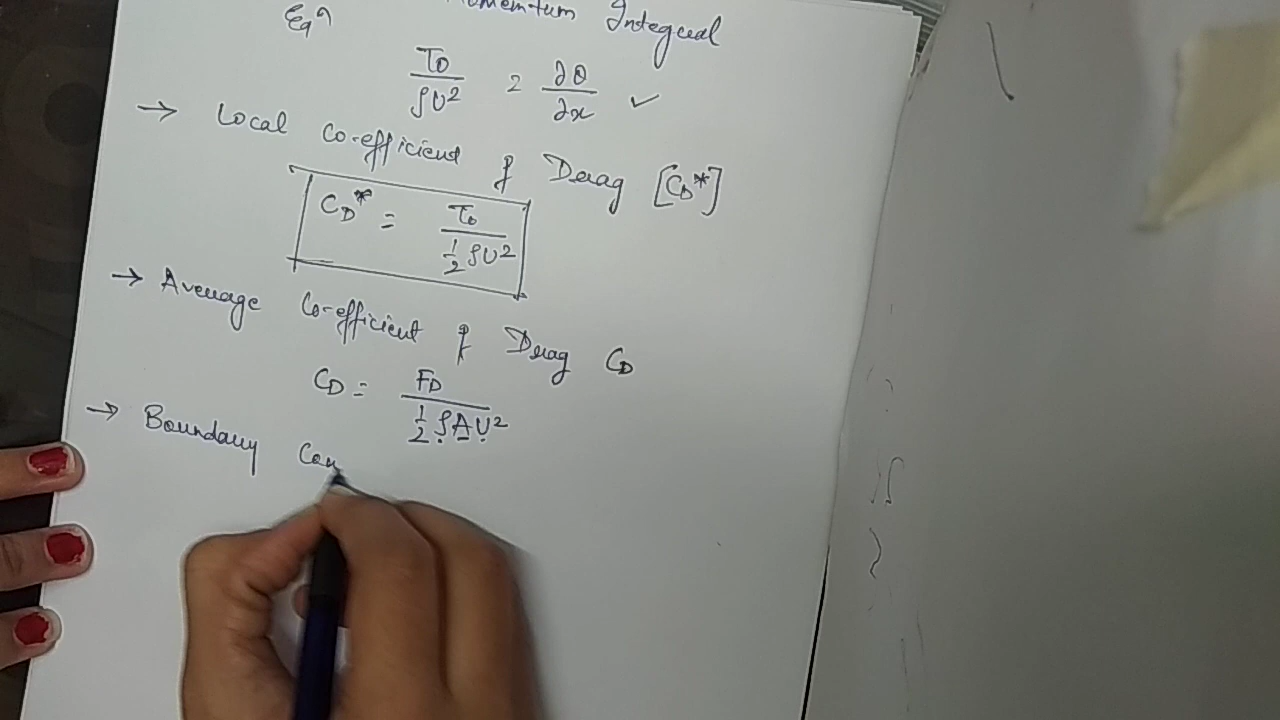 Momentum Integral
Eqⁿ
τ₀/ρU² = ∂θ/∂x ✓
→ Local Co-efficient of Drag [C_D*]
C_D* = τ₀/(½ρU²)
→ Average Co-efficient of Drag C_D
C_D = F_D/(½ρAU²)
→ Boundary Con